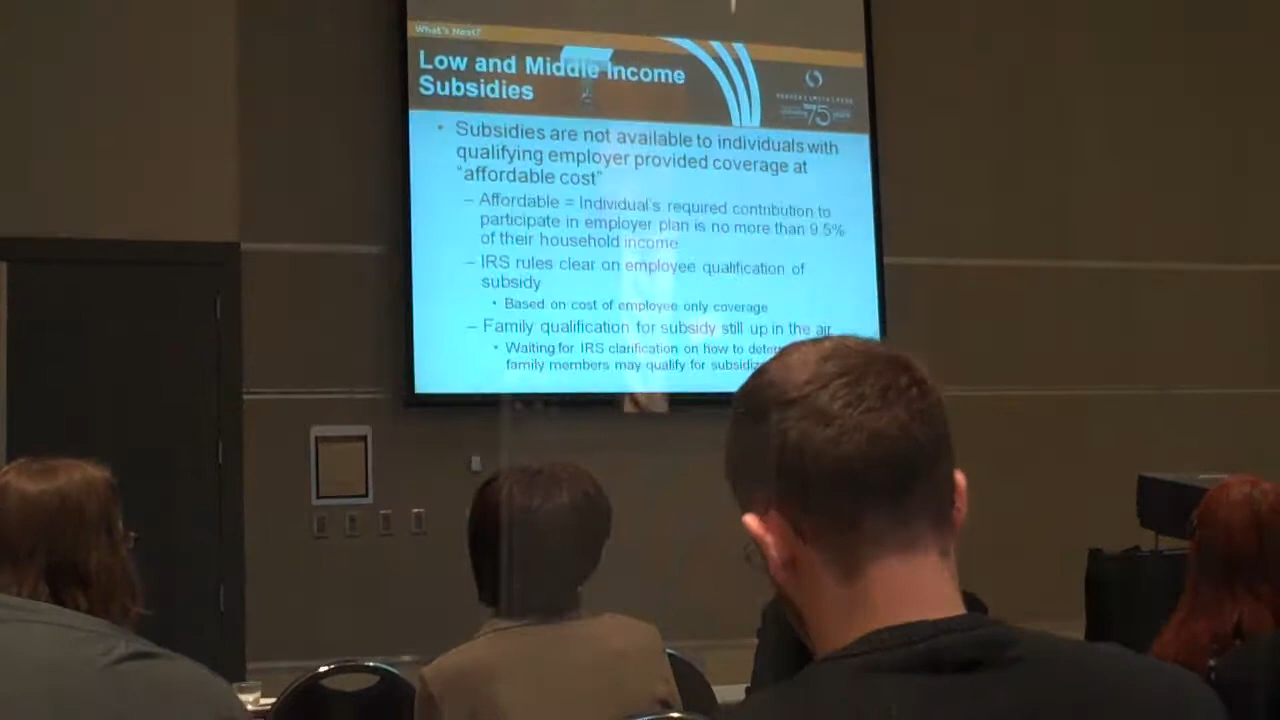 What's Next?
Low and Middle Income
Subsidies
75 years
• Subsidies are not available to individuals with
qualifying employer provided coverage at
"affordable cost"
– Affordable = Individual's required contribution to
participate in employer plan is no more than 9.5%
of their household income
– IRS rules clear on employee qualification of
subsidy
• Based on cost of employee only coverage
– Family qualification for subsidy still up in the air
• Waiting for IRS clarification on how to
family members may qualify for